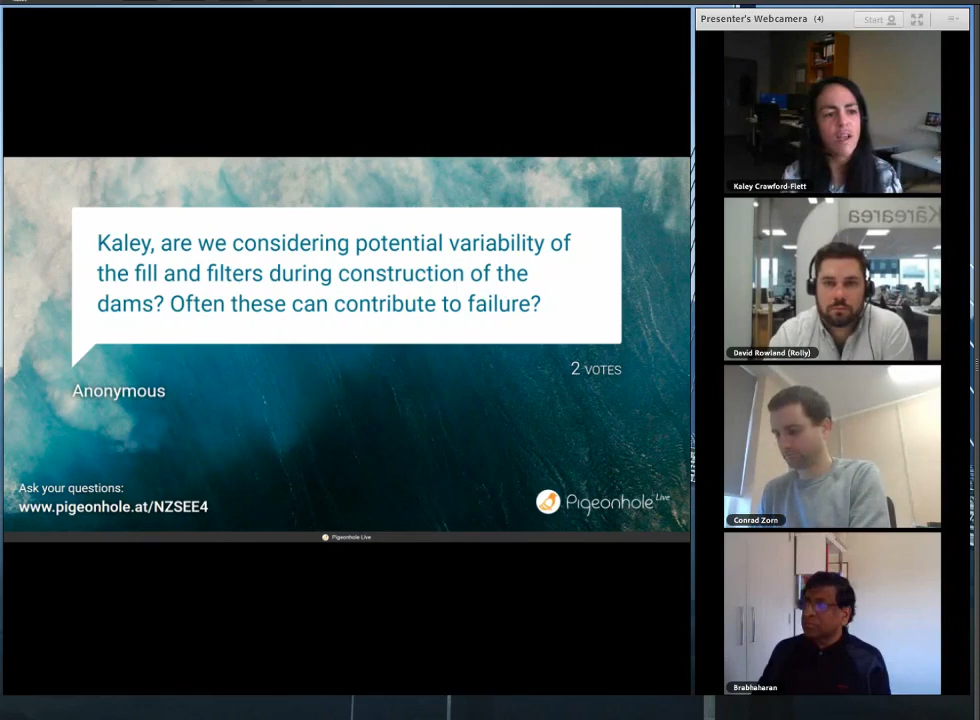 Presenter's Webcamera (4)
Start
Kaley, are we considering potential variability of
the fill and filters during construction of the
dams? Often these can contribute to failure?
2 VOTES
Anonymous
Ask your questions:
www.pigeonhole.at/NZSEE4
Pigeonhole Live
Pigeonhole Live
Kaley Crawford-Flett
Kārearea
David Rowland (Rolly)
Conrad Zorn
Brabhaharan